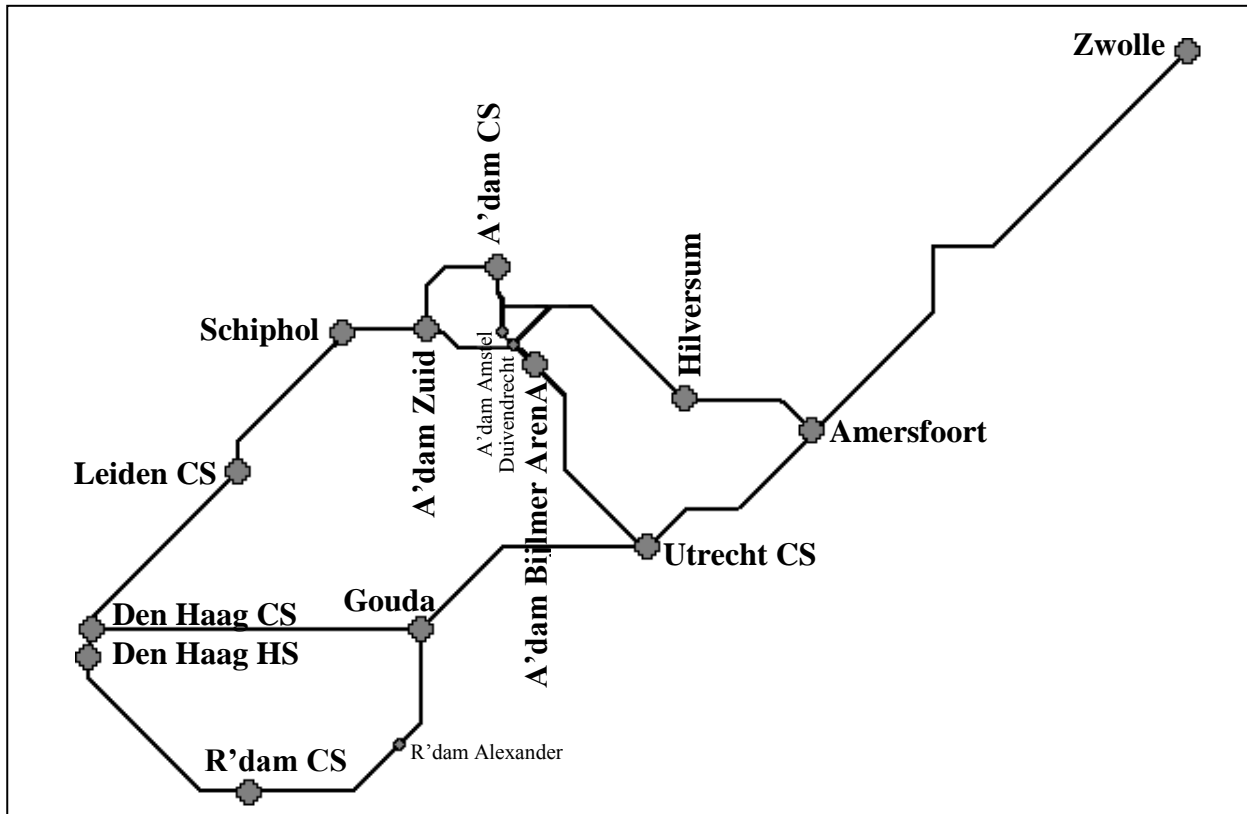 Zwolle
A’dam CS
Hilversum
Schiphol
A’dam Zuid
A’dam Amstel
Duivendrecht
A’dam Bijlmer ArenA
Amersfoort
Leiden CS
Utrecht CS
Gouda
Den Haag CS
Den Haag HS
R’dam Alexander
R’dam CS